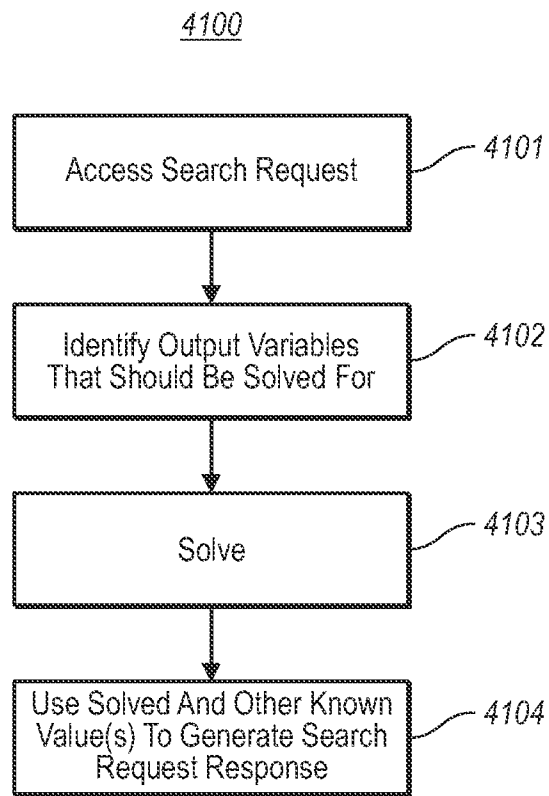 4100
Access Search Request
4101
Identify Output Variables
That Should Be Solved For
4102
Solve
4103
Use Solved And Other Known
Value(s) To Generate Search
Request Response
4104